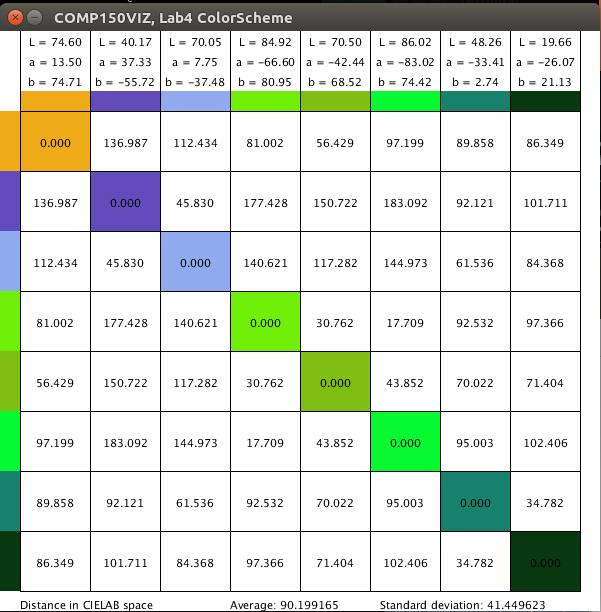 COMP150VIZ, Lab4 ColorScheme
L = 74.60 L = 40.17 L = 70.05 L = 84.92 L = 70.50 L = 86.02 L = 48.26 L = 19.66
a = 13.50 a = 37.33 a = 7.75 a = -66.60 a = -42.44 a = -83.02 a = -33.41 a = -26.07
b = 74.71 b = -55.72 b = -37.48 b = 80.95 b = 68.52 b = 74.42 b = 2.74 b = 21.13
0.000 136.987 112.434 81.002 56.429 97.199 89.858 86.349
136.987 0.000 45.830 177.428 150.722 183.092 92.121 101.711
112.434 45.830 0.000 140.621 117.282 144.973 61.536 84.368
81.002 177.428 140.621 0.000 30.762 17.709 92.532 97.366
56.429 150.722 117.282 30.762 0.000 43.852 70.022 71.404
97.199 183.092 144.973 17.709 43.852 0.000 95.003 102.406
89.858 92.121 61.536 92.532 70.022 95.003 0.000 34.782
86.349 101.711 84.368 97.366 71.404 102.406 34.782 0.000
Distance in CIELAB space Average: 90.199165 Standard deviation: 41.449623